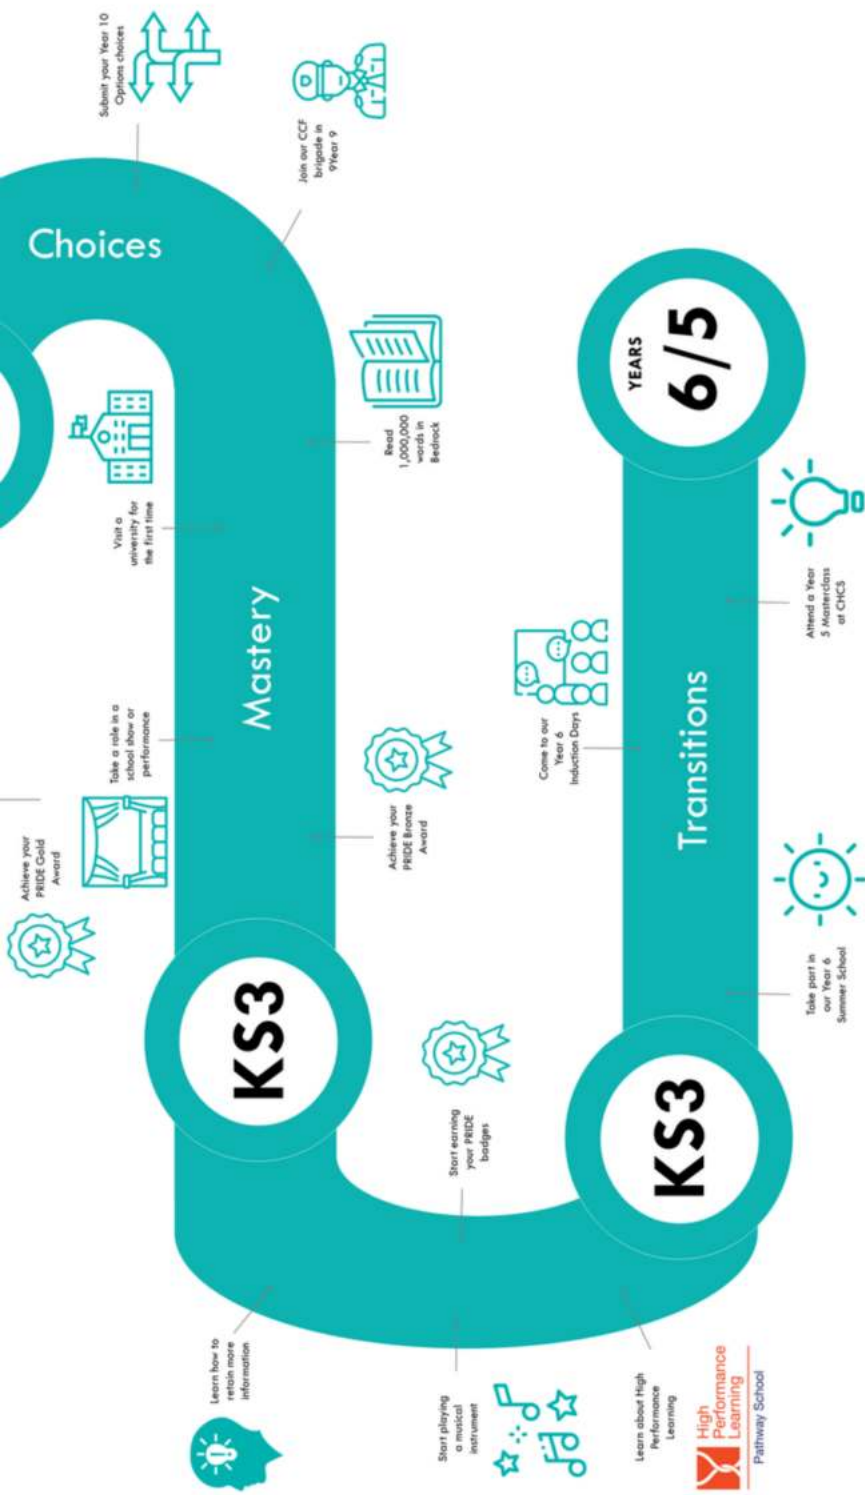 Submit your Year 10
Options choices
Join our CCF
brigade in
9Year 9
Choices
Visit a
university for
the first time
Read
1,000,000
words in
Bedrock
Mastery
Take a role in a
school show or
performance
Achieve your
PRIDE Gold
Award
Achieve your
PRIDE Bronze
Award
KS3
Start earning
your PRIDE
badges
Learn how to
retain more
information
Start playing
a musical
instrument
Learn about High
Performance
Learning
High
Performance
Learning
Pathway School
KS3
Take part in
our Year 6
Summer School
Transitions
Come to our
Year 6
Induction Days
Attend a Year
5 Masterclass
at CHCS
YEARS
6/5